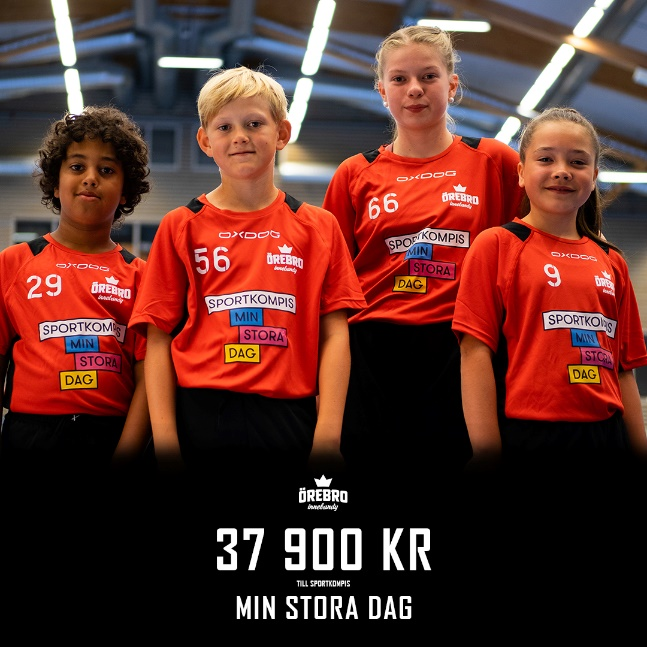 OXDOG
29
ÖREBRO
innebandy
SPORTKOMPIS
MIN
STORA
DAG
OXDOG
56
ÖREBRO
innebandy
SPORTKOMPIS
MIN
STORA
DAG
OXDOG
66
ÖREBRO
innebandy
SPORTKOMPIS
MIN
STORA
DAG
OXDOG
9
ÖREBRO
innebandy
SPORTKOMPIS
MIN
STORA
DAG
ÖREBRO
innebandy
37 900 KR
TILL SPORTKOMPIS
MIN STORA DAG